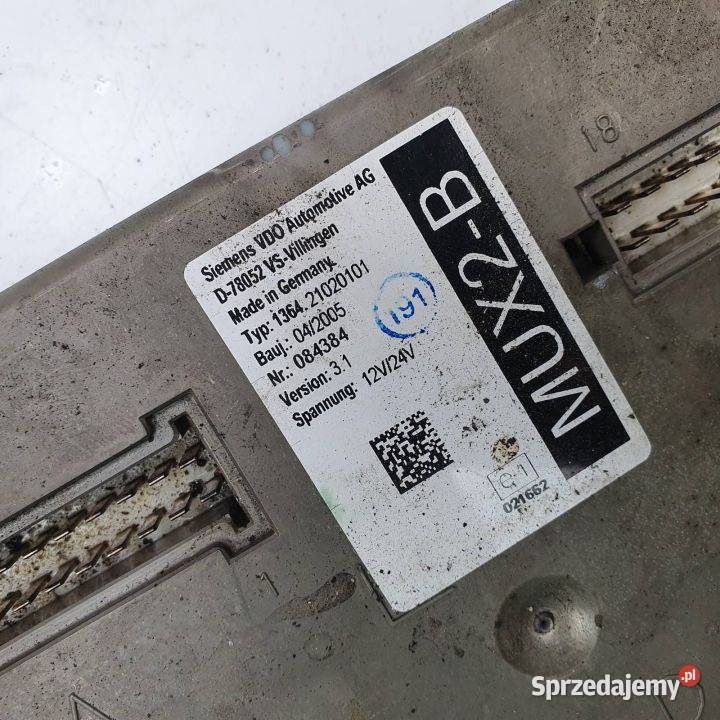 Siemens VDO Automotive AG
D-78052 VS-Villingen
Made in Germany
Typ: 1364.21020101
Bauj.: 04/2005
Nr.: 084384
Version: 3.1
Spannung: 12V/24V
191
MUX2-B
021662
18
1
Sprzedajemy.pl